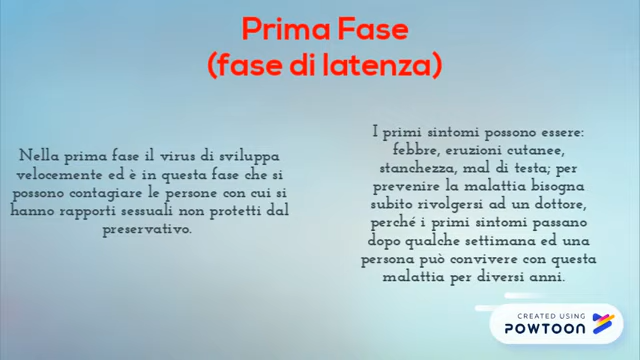 Prima Fase
(fase di latenza)
Nella prima fase il virus di sviluppa
velocemente ed è in questa fase che si
possono contagiare le persone con cui si
hanno rapporti sessuali non protetti dal
preservativo.
I primi sintomi possono essere:
febbre, eruzioni cutanee,
stanchezza, mal di testa; per
prevenire la malattia bisogna
subito rivolgersi ad un dottore,
perché i primi sintomi passano
dopo qualche settimana ed una
persona può convivere con questa
malattia per diversi anni.
CREATED USING
POWTOON